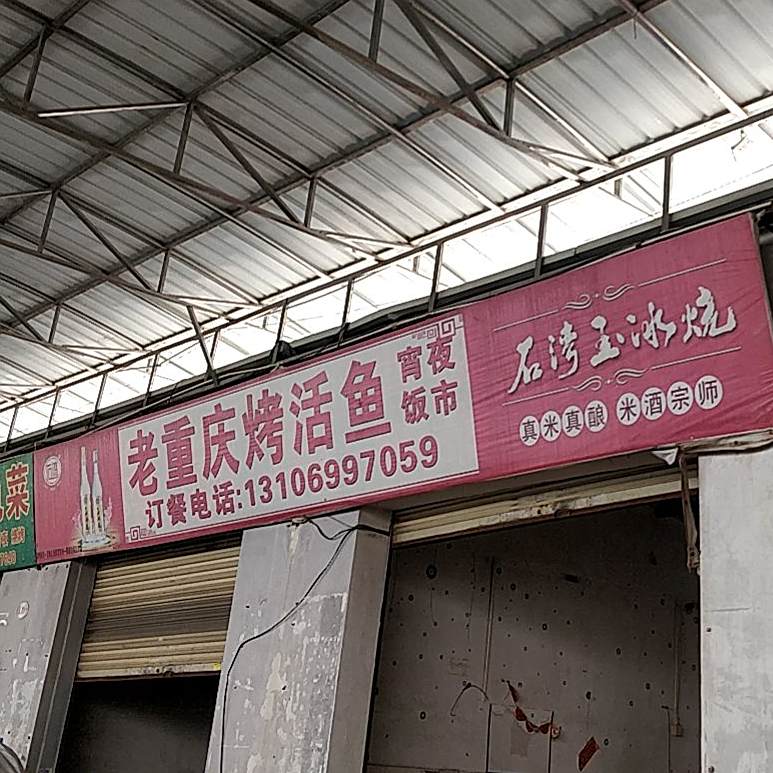 菜
老重庆烤活鱼
宵夜
饭市
订餐电话:13106997059
石湾玉冰烧
真米真酿 米酒宗师